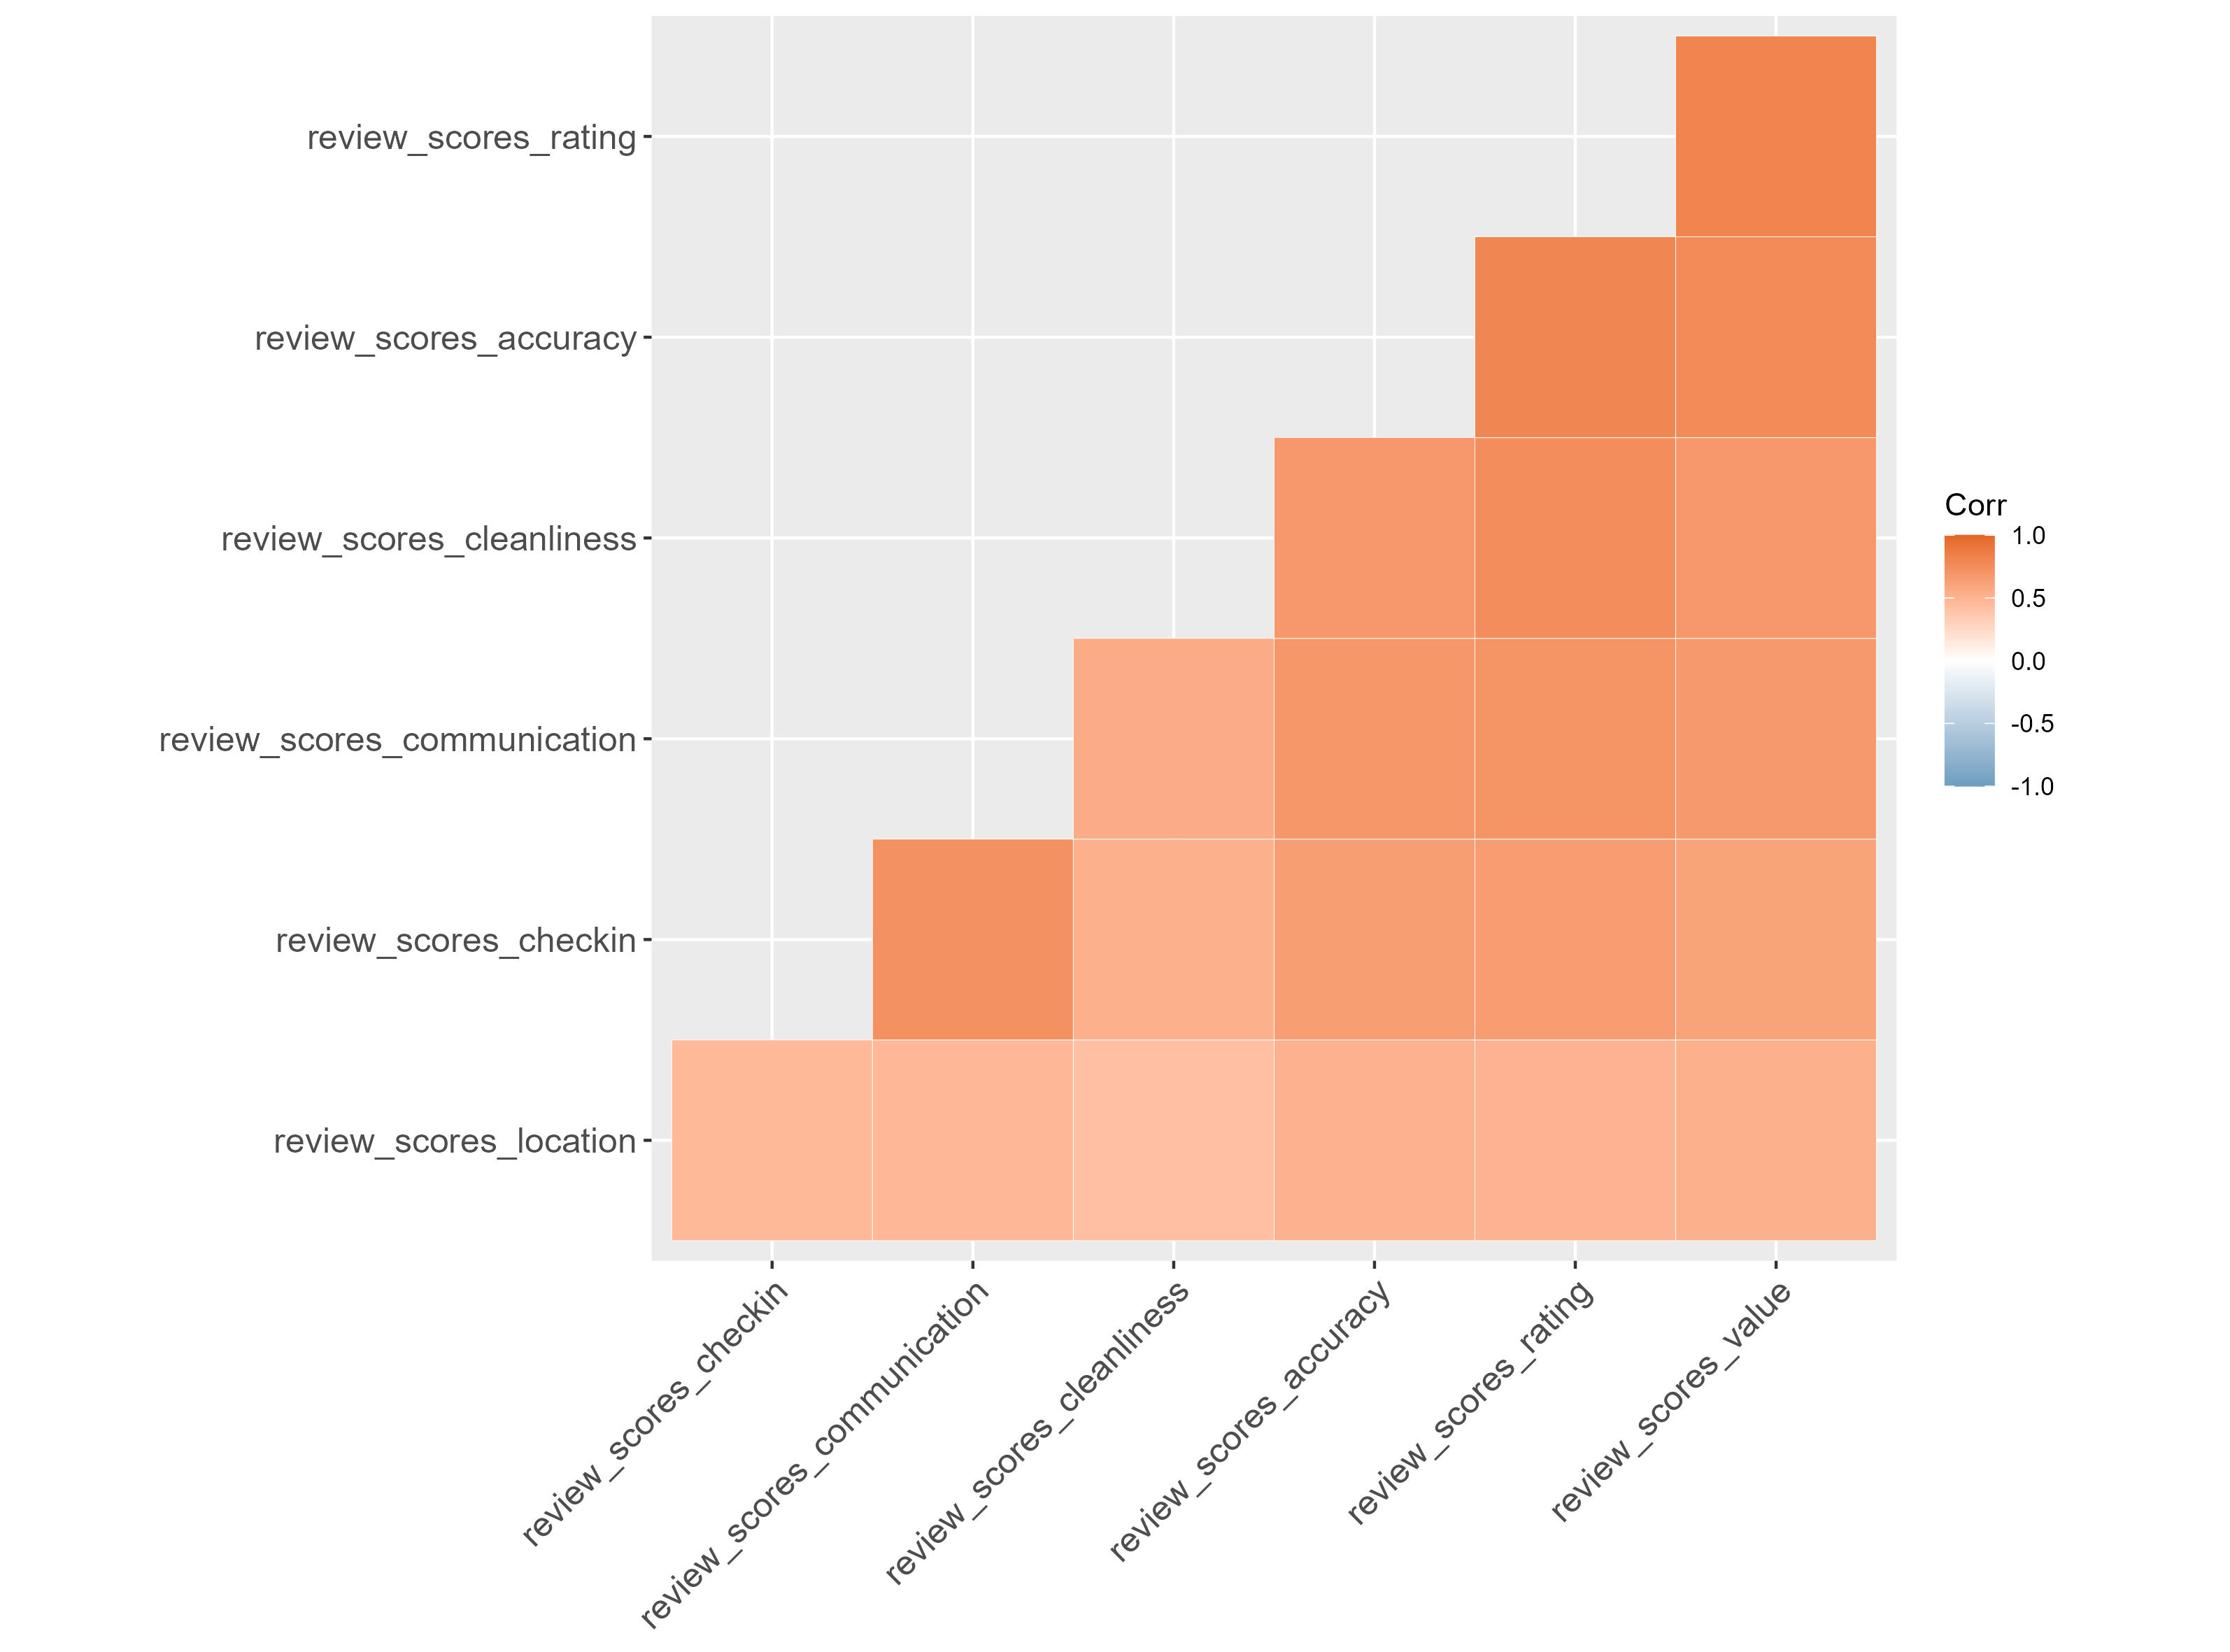 review_scores_rating
review_scores_accuracy
review_scores_cleanliness
review_scores_communication
review_scores_checkin
review_scores_location
review_scores_checkin
review_scores_communication
review_scores_cleanliness
review_scores_accuracy
review_scores_rating
review_scores_value
Corr
1.0
0.5
0.0
-0.5
-1.0